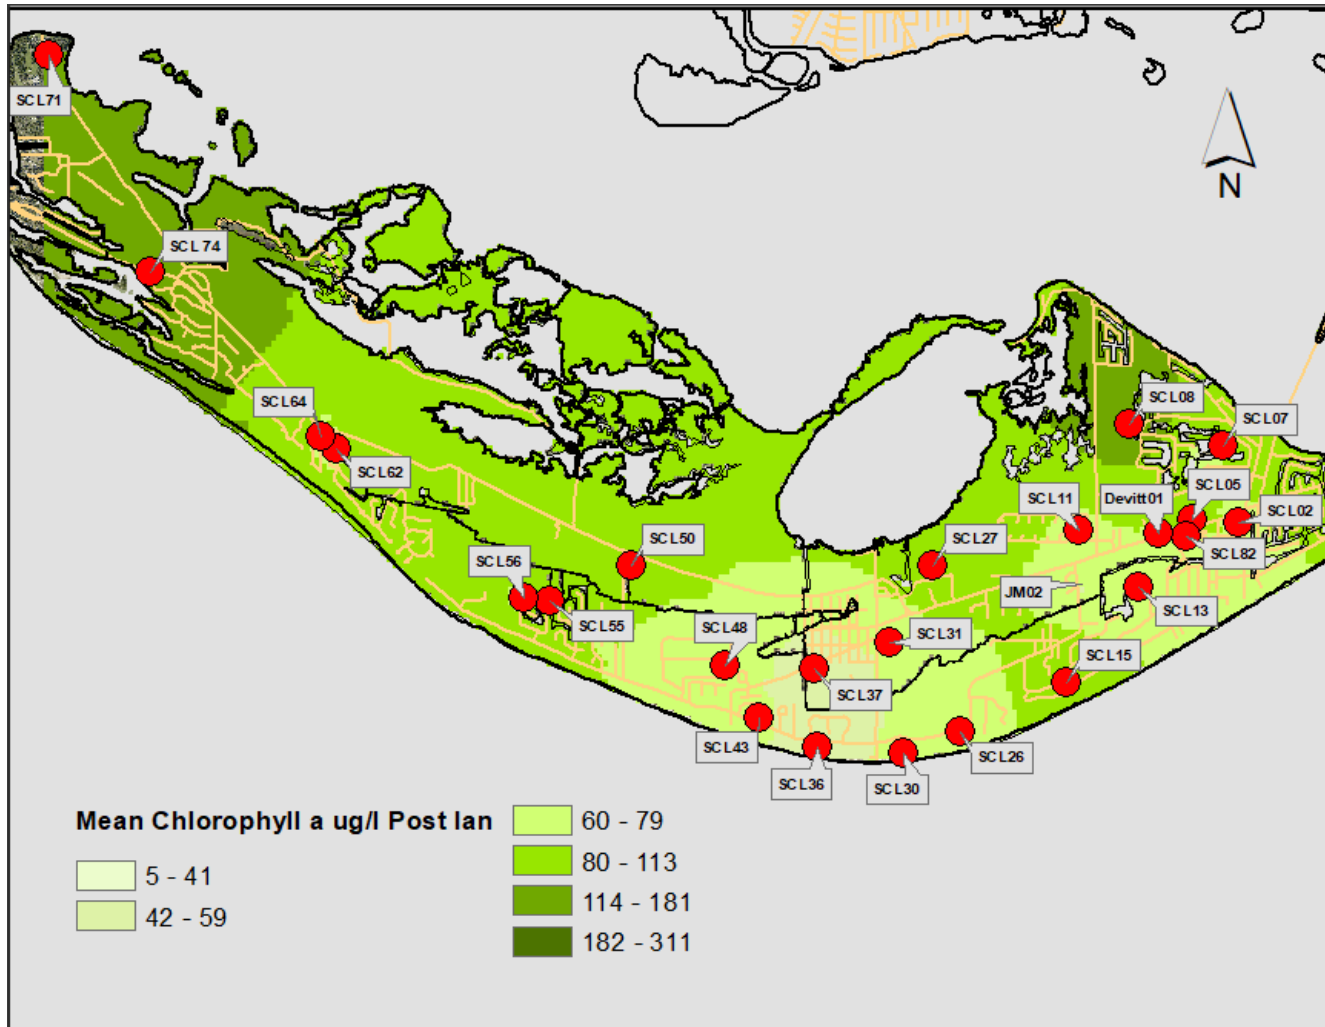 SCL71
N
SCL 74
SCL08
SCL07
SCL64
SCL62
SCL11
Devitt01
SCL05
SCL02
SCL82
SCL50
SCL27
SCL56
SCL55
JM02
SCL13
SCL48
SCL31
SCL15
SCL37
SCL43
SCL26
SCL36
SCL30
Mean Chlorophyll a ug/l Post Ian
5 - 41
42 - 59
60 - 79
80 - 113
114 - 181
182 - 311